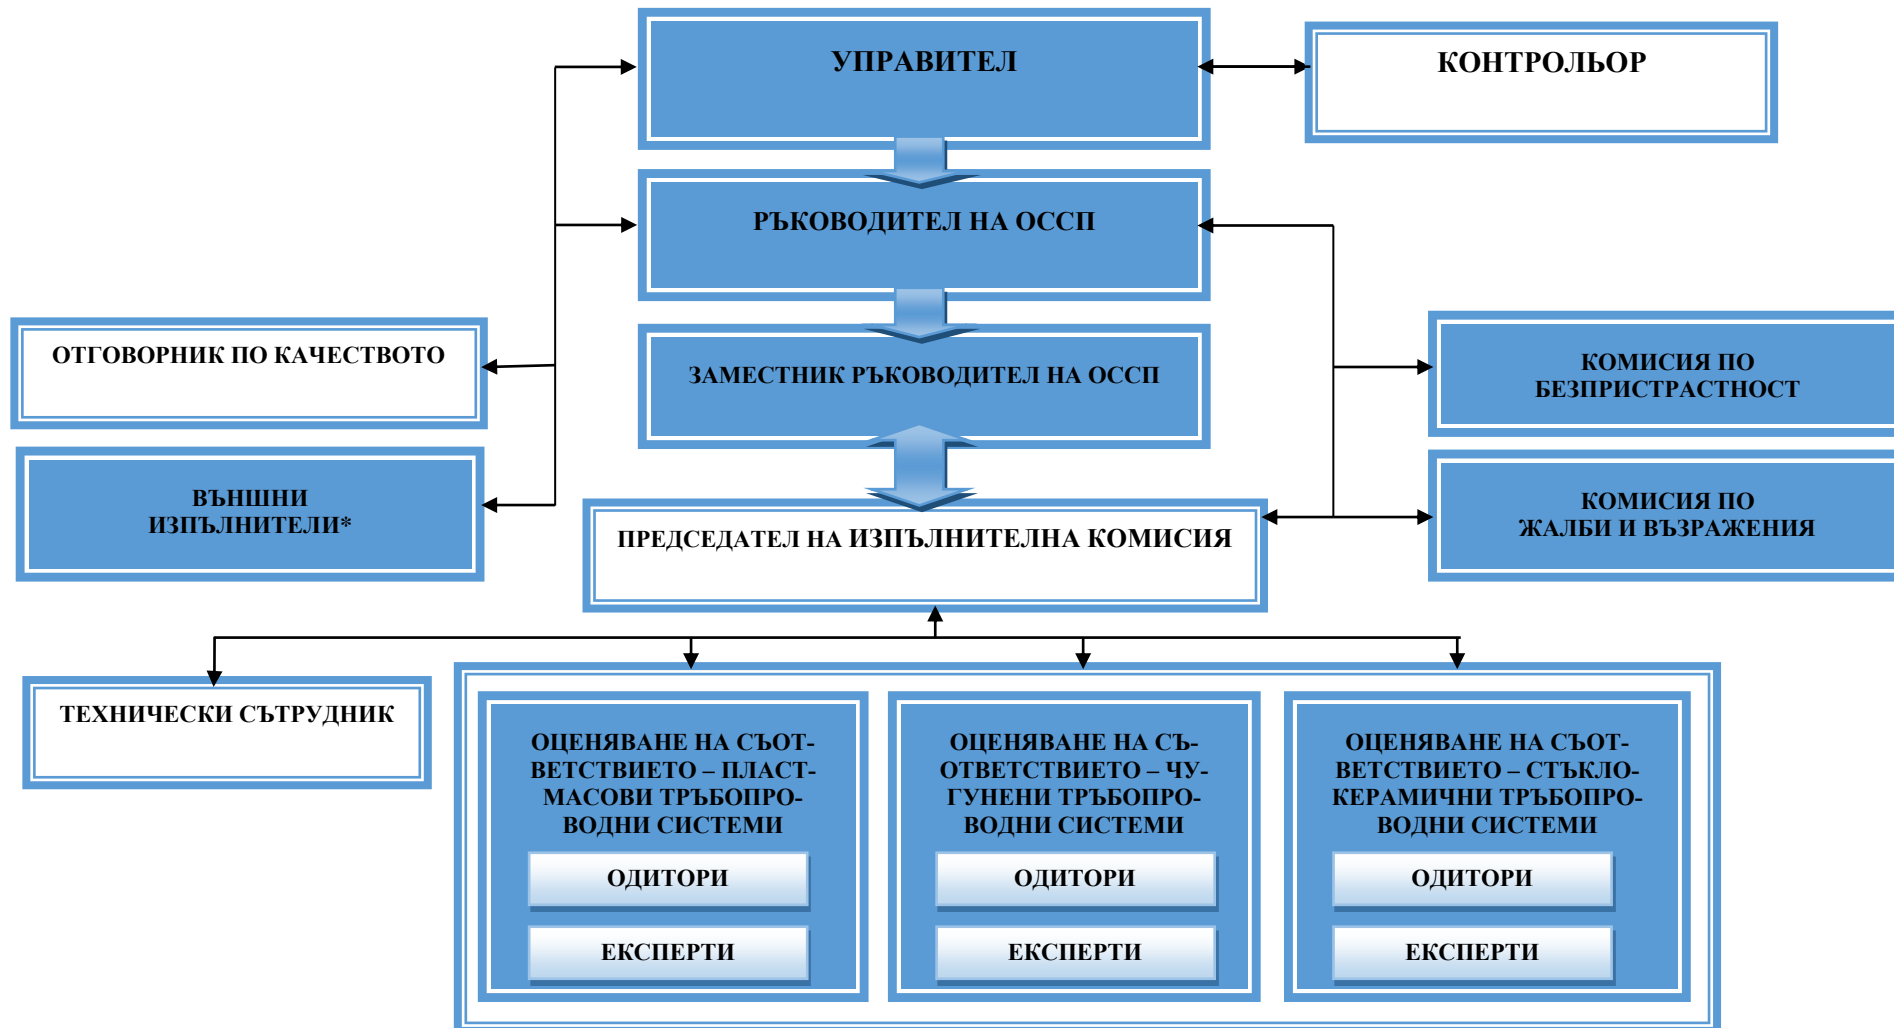 УПРАВИТЕЛ
КОНТРОЛЬОР
РЪКОВОДИТЕЛ НА ОССП
ОТГОВОРНИК ПО КАЧЕСТВОТО
ЗАМЕСТНИК РЪКОВОДИТЕЛ НА ОССП
КОМИСИЯ ПО
БЕЗПРИСТРАСТНОСТ
ВЪНШНИ
ИЗПЪЛНИТЕЛИ*
ПРЕДСЕДАТЕЛ НА ИЗПЪЛНИТЕЛНА КОМИСИЯ
КОМИСИЯ ПО
ЖАЛБИ И ВЪЗРАЖЕНИЯ
ТЕХНИЧЕСКИ СЪТРУДНИК
ОЦЕНЯВАНЕ НА СЪОТ-
ВЕТСТВИЕТО – ПЛАСТ-
МАСОВИ ТРЪБОПРО-
ВОДНИ СИСТЕМИ
ОДИТОРИ
ЕКСПЕРТИ
ОЦЕНЯВАНЕ НА СЪ-
ОТВЕТСТВИЕТО – ЧУ-
ГУНЕНИ ТРЪБОПРО-
ВОДНИ СИСТЕМИ
ОДИТОРИ
ЕКСПЕРТИ
ОЦЕНЯВАНЕ НА СЪОТ-
ВЕТСТВИЕТО – СТЪКЛО-
КЕРАМИЧНИ ТРЪБОПРО-
ВОДНИ СИСТЕМИ
ОДИТОРИ
ЕКСПЕРТИ